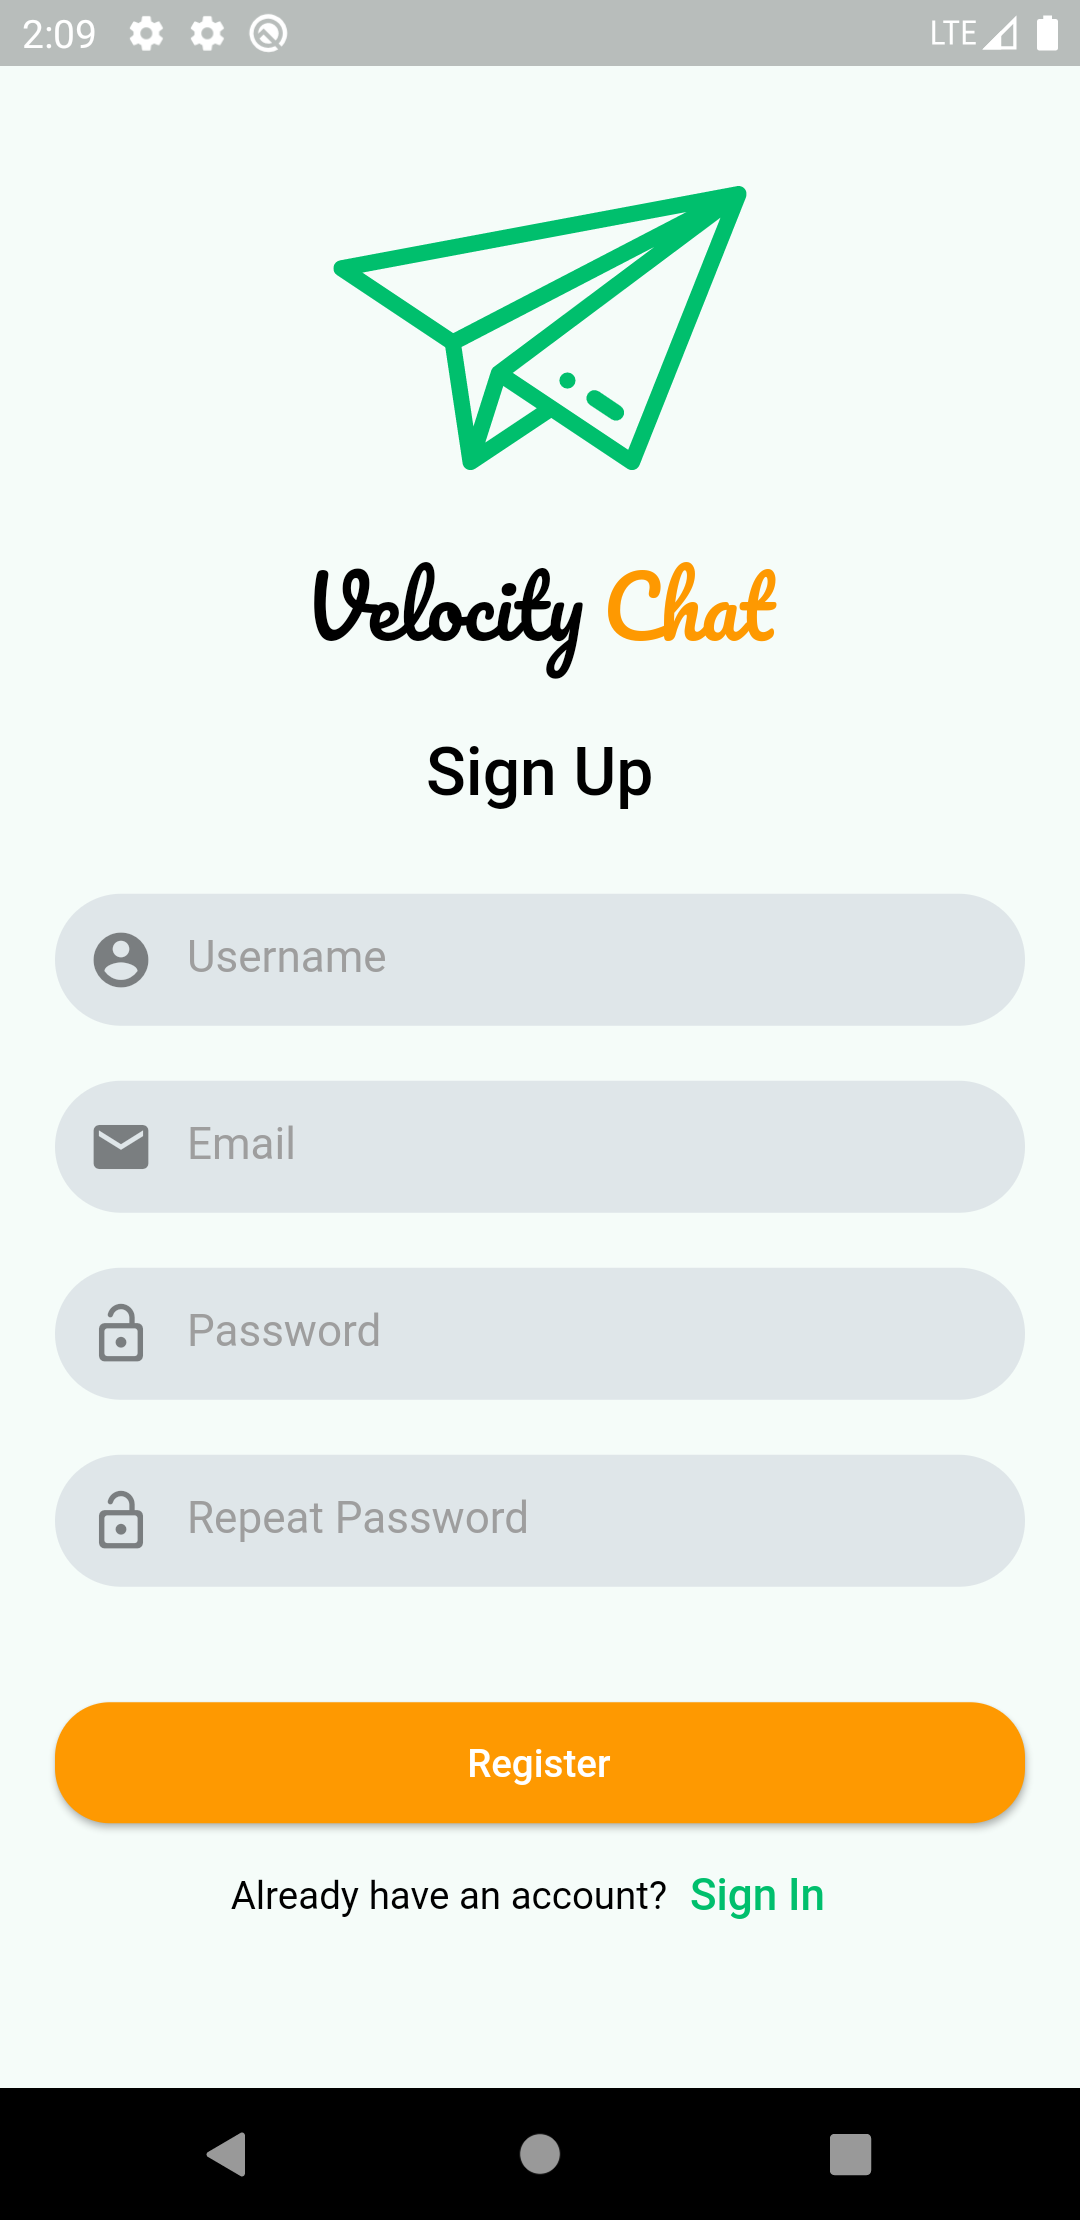 2:09 LTE
Velocity Chat
Sign Up
Username
Email
Password
Repeat Password
Register
Already have an account? Sign In